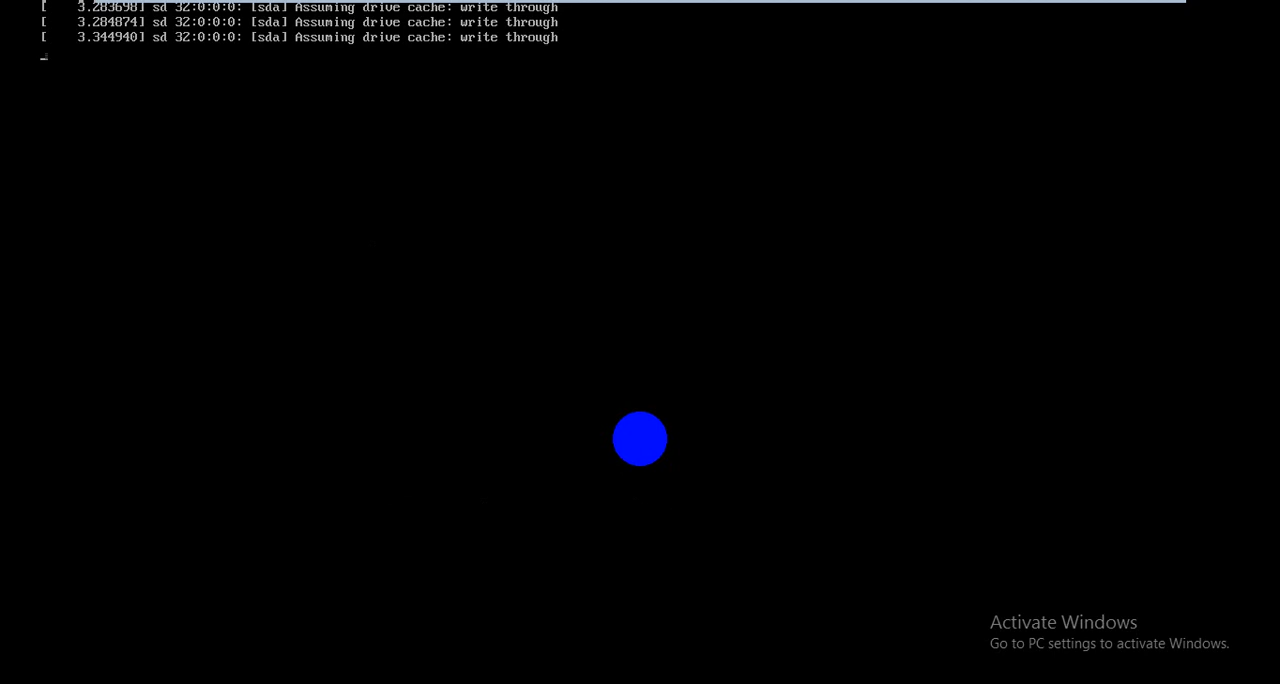 [    3.283698] sd 32:0:0:0: [sda] Assuming drive cache: write through
[    3.284874] sd 32:0:0:0: [sda] Assuming drive cache: write through
[    3.344940] sd 32:0:0:0: [sda] Assuming drive cache: write through
Activate Windows
Go to PC settings to activate Windows.